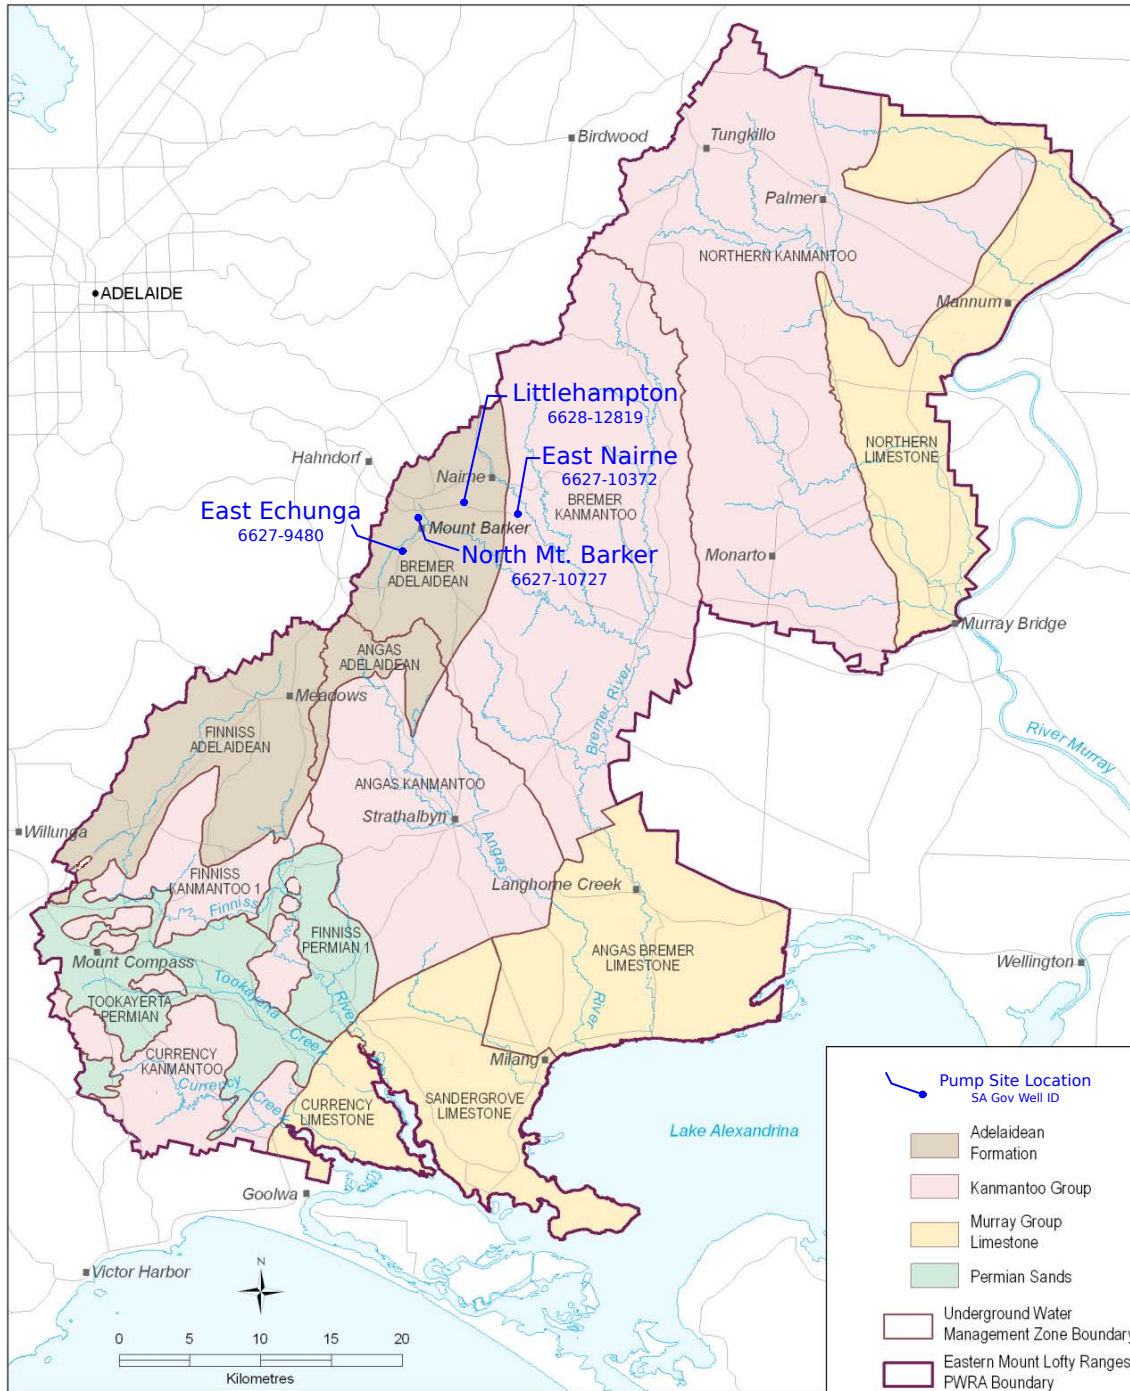 Birdwood
Tungkillo
Palmer
NORTHERN KANMANTOO
ADELAIDE
Mannum
Littlehampton
6628-12819
NORTHERN
LIMESTONE
Hahndorf
Nairne
East Nairne
6627-10372
BREMER
KANMANTOO
East Echunga
6627-9480
Mount Barker
North Mt. Barker
6627-10727
Monarto
BREMER
ADELAIDEAN
Murray Bridge
ANGAS
ADELAIDEAN
Meadows
Bremer River
River Murray
FINNISS
ADELAIDEAN
ANGAS KANMANTOO
Strathalbyn
Willunga
Angas
FINNISS
KANMANTOO 1
Langhorne Creek
Finniss
FINNISS
PERMIAN 1
ANGAS BREMER
LIMESTONE
Mount Compass
Wellington
TOOKAYERTA
PERMIAN
Tookayerta Creek
River
River
CURRENCY
KANMANTOO
Milang
Currency Creek
CURRENCY
LIMESTONE
SANDERGROVE
LIMESTONE
Lake Alexandrina
Goolwa
Victor Harbor
N
0 5 10 15 20
Kilometres
Pump Site Location
SA Gov Well ID
Adelaidean
Formation
Kanmantoo Group
Murray Group
Limestone
Permian Sands
Underground Water
Management Zone Boundary
Eastern Mount Lofty Ranges
PWRA Boundary